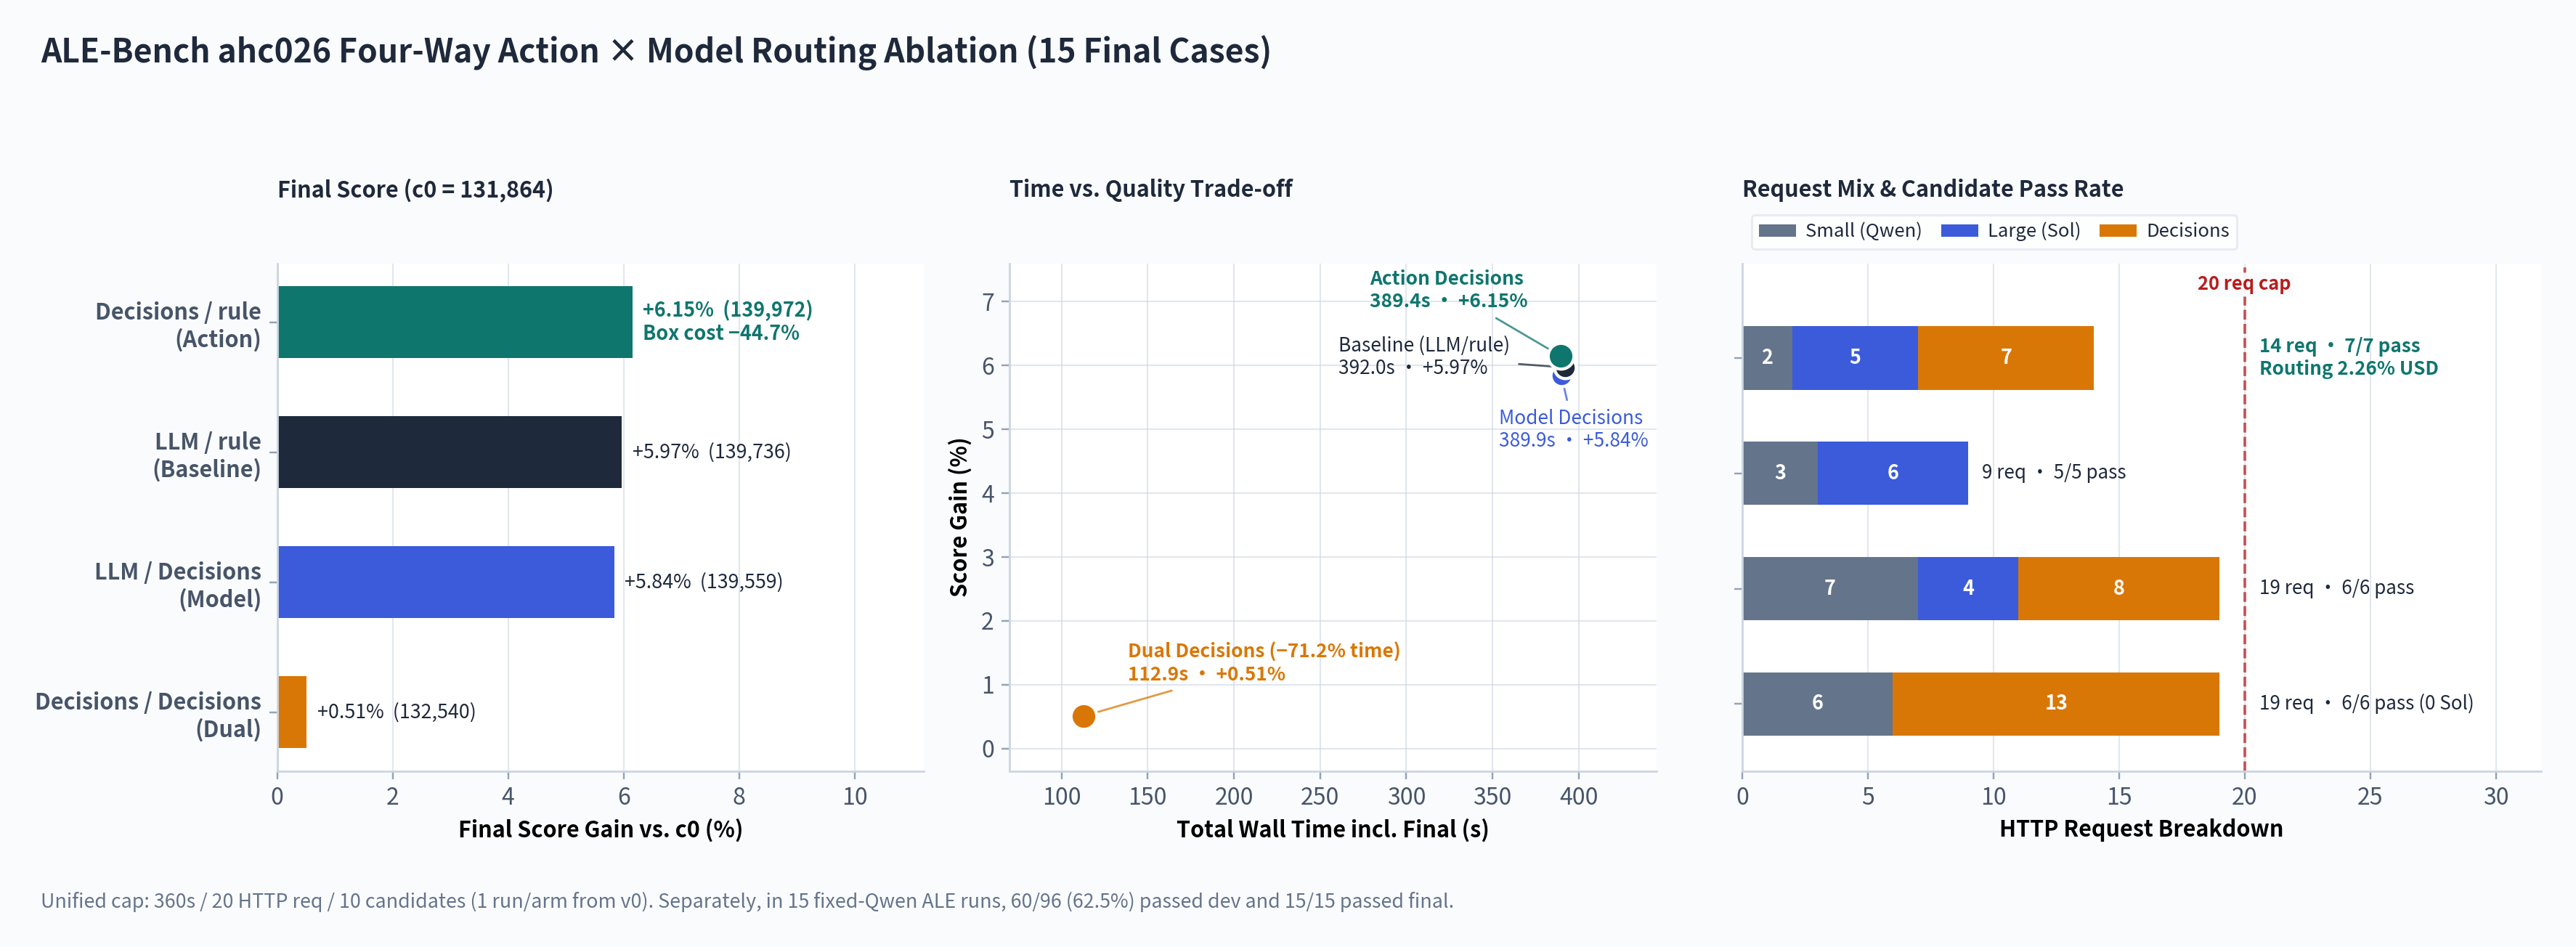 ALE-Bench ahc026 Four-Way Action × Model Routing Ablation (15 Final Cases)
Final Score (c0 = 131,864)
Decisions / rule
(Action)
+6.15% (139,972)
Box cost −44.7%
LLM / rule
(Baseline)
+5.97% (139,736)
LLM / Decisions
(Model)
+5.84% (139,559)
Decisions / Decisions
(Dual)
+0.51% (132,540)
0 2 4 6 8 10
Final Score Gain vs. c0 (%)
Time vs. Quality Trade-off
Score Gain (%)
7
6
5
4
3
2
1
0
Action Decisions
389.4s • +6.15%
Baseline (LLM/rule)
392.0s • +5.97%
Model Decisions
389.9s • +5.84%
Dual Decisions (−71.2% time)
112.9s • +0.51%
100 150 200 250 300 350 400
Total Wall Time incl. Final (s)
Request Mix & Candidate Pass Rate
Small (Qwen) Large (Sol) Decisions
20 req cap
2 5 7
14 req • 7/7 pass
Routing 2.26% USD
3 6
9 req • 5/5 pass
7 4 8
19 req • 6/6 pass
6 13
19 req • 6/6 pass (0 Sol)
0 5 10 15 20 25 30
HTTP Request Breakdown
Unified cap: 360s / 20 HTTP req / 10 candidates (1 run/arm from v0). Separately, in 15 fixed-Qwen ALE runs, 60/96 (62.5%) passed dev and 15/15 passed final.